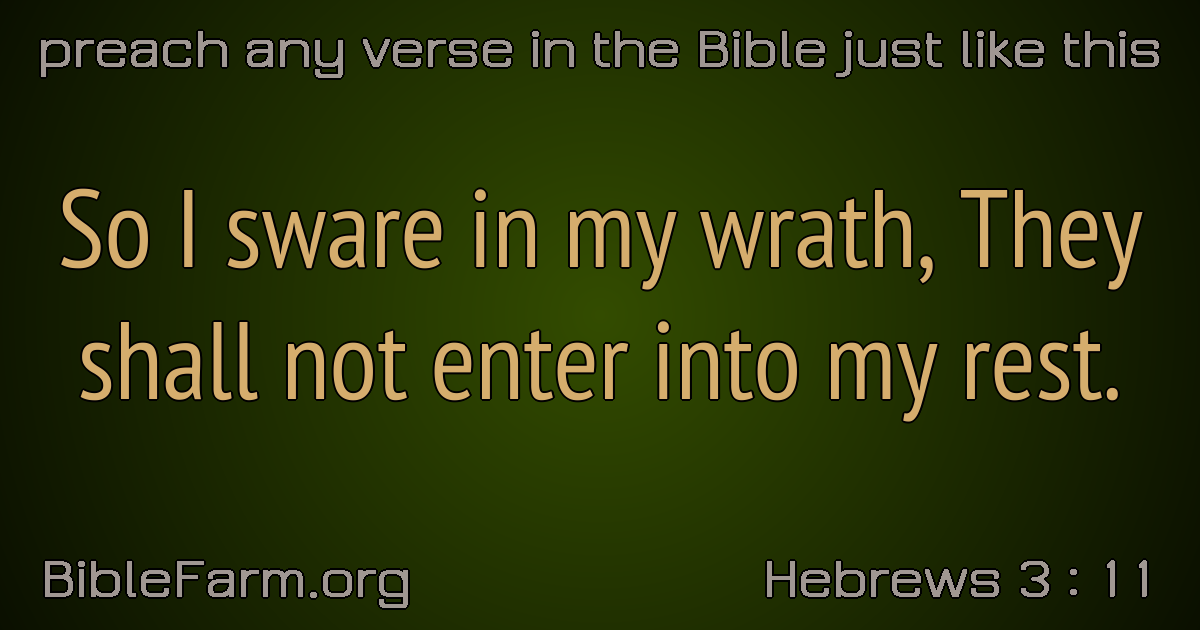 preach any verse in the Bible just like this
So I sware in my wrath, They
shall not enter into my rest.
BibleFarm.org
Hebrews 3 : 11